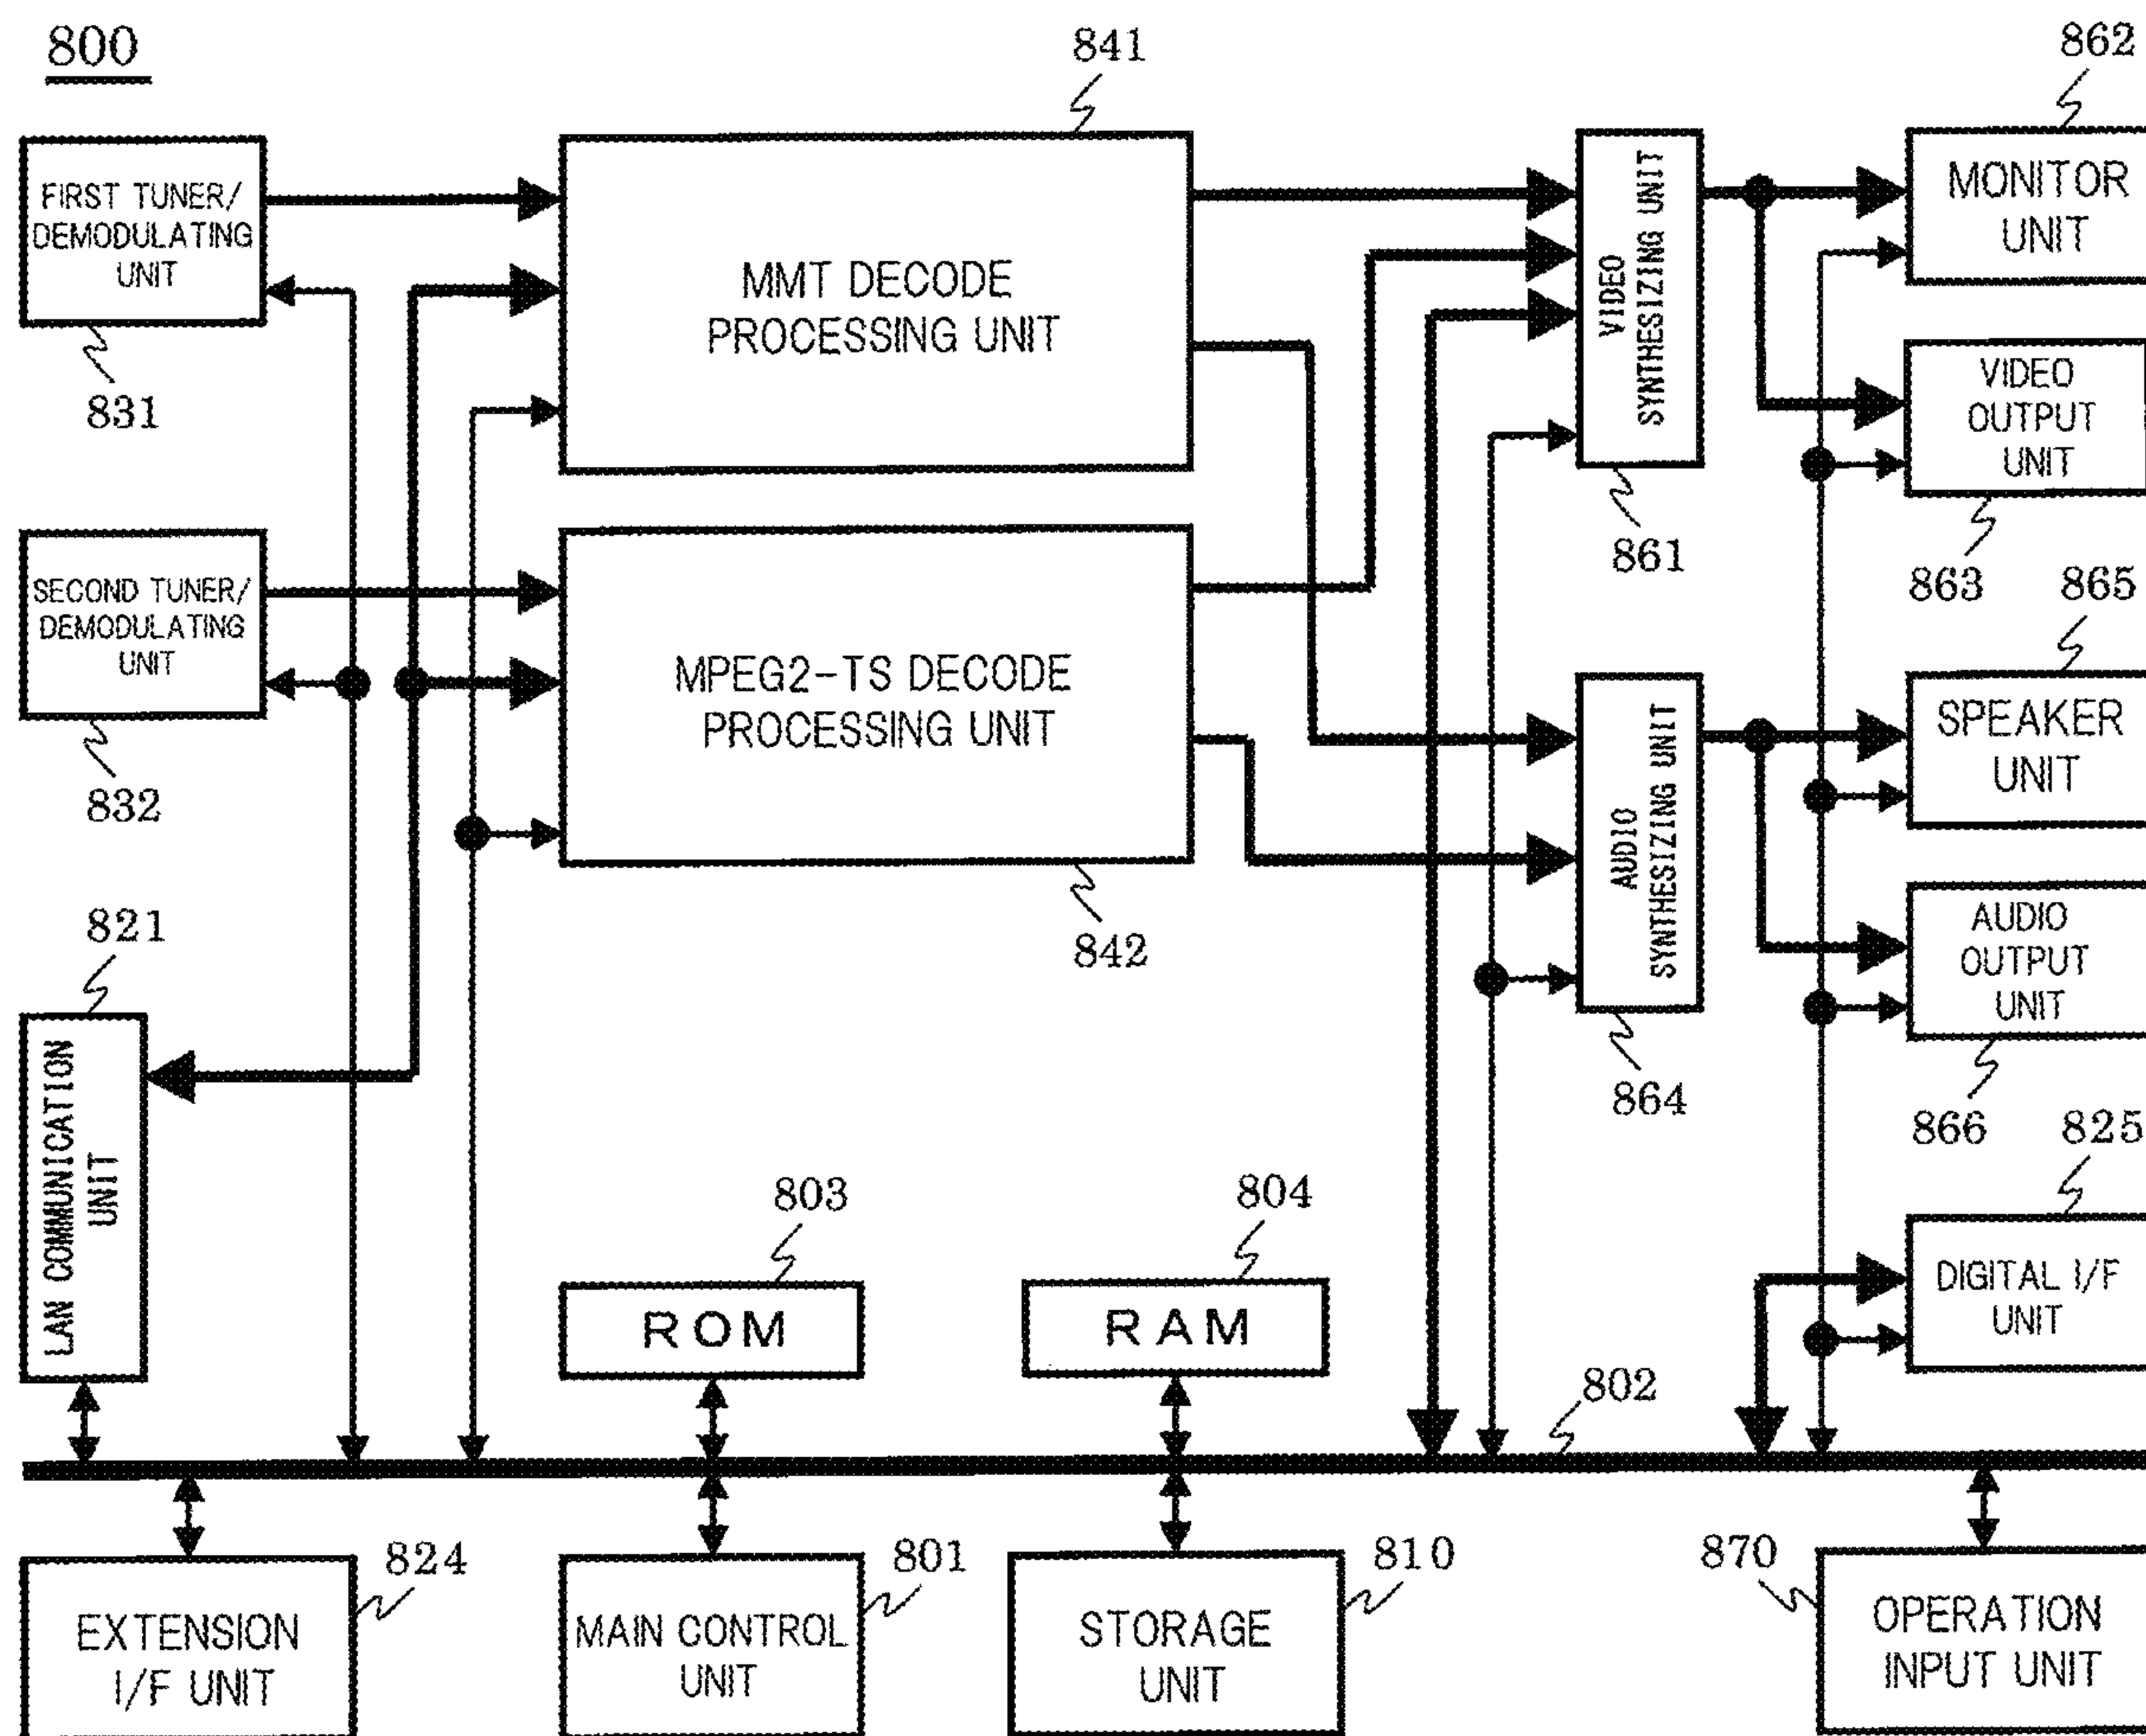 800
841
862
FIRST TUNER/
DEMODULATING
UNIT
831
MMT DECODE
PROCESSING UNIT
VIDEO
SYNTHESIZING UNIT
861
MONITOR
UNIT
VIDEO
OUTPUT
UNIT
863
SECOND TUNER/
DEMODULATING
UNIT
832
MPEG2-TS DECODE
PROCESSING UNIT
842
AUDIO
SYNTHESIZING UNIT
864
865
SPEAKER
UNIT
AUDIO
OUTPUT
UNIT
866
821
LAN COMMUNICATION
UNIT
803
ROM
804
RAM
825
DIGITAL I/F
UNIT
802
824
EXTENSION
I/F UNIT
801
MAIN CONTROL
UNIT
810
STORAGE
UNIT
870
OPERATION
INPUT UNIT